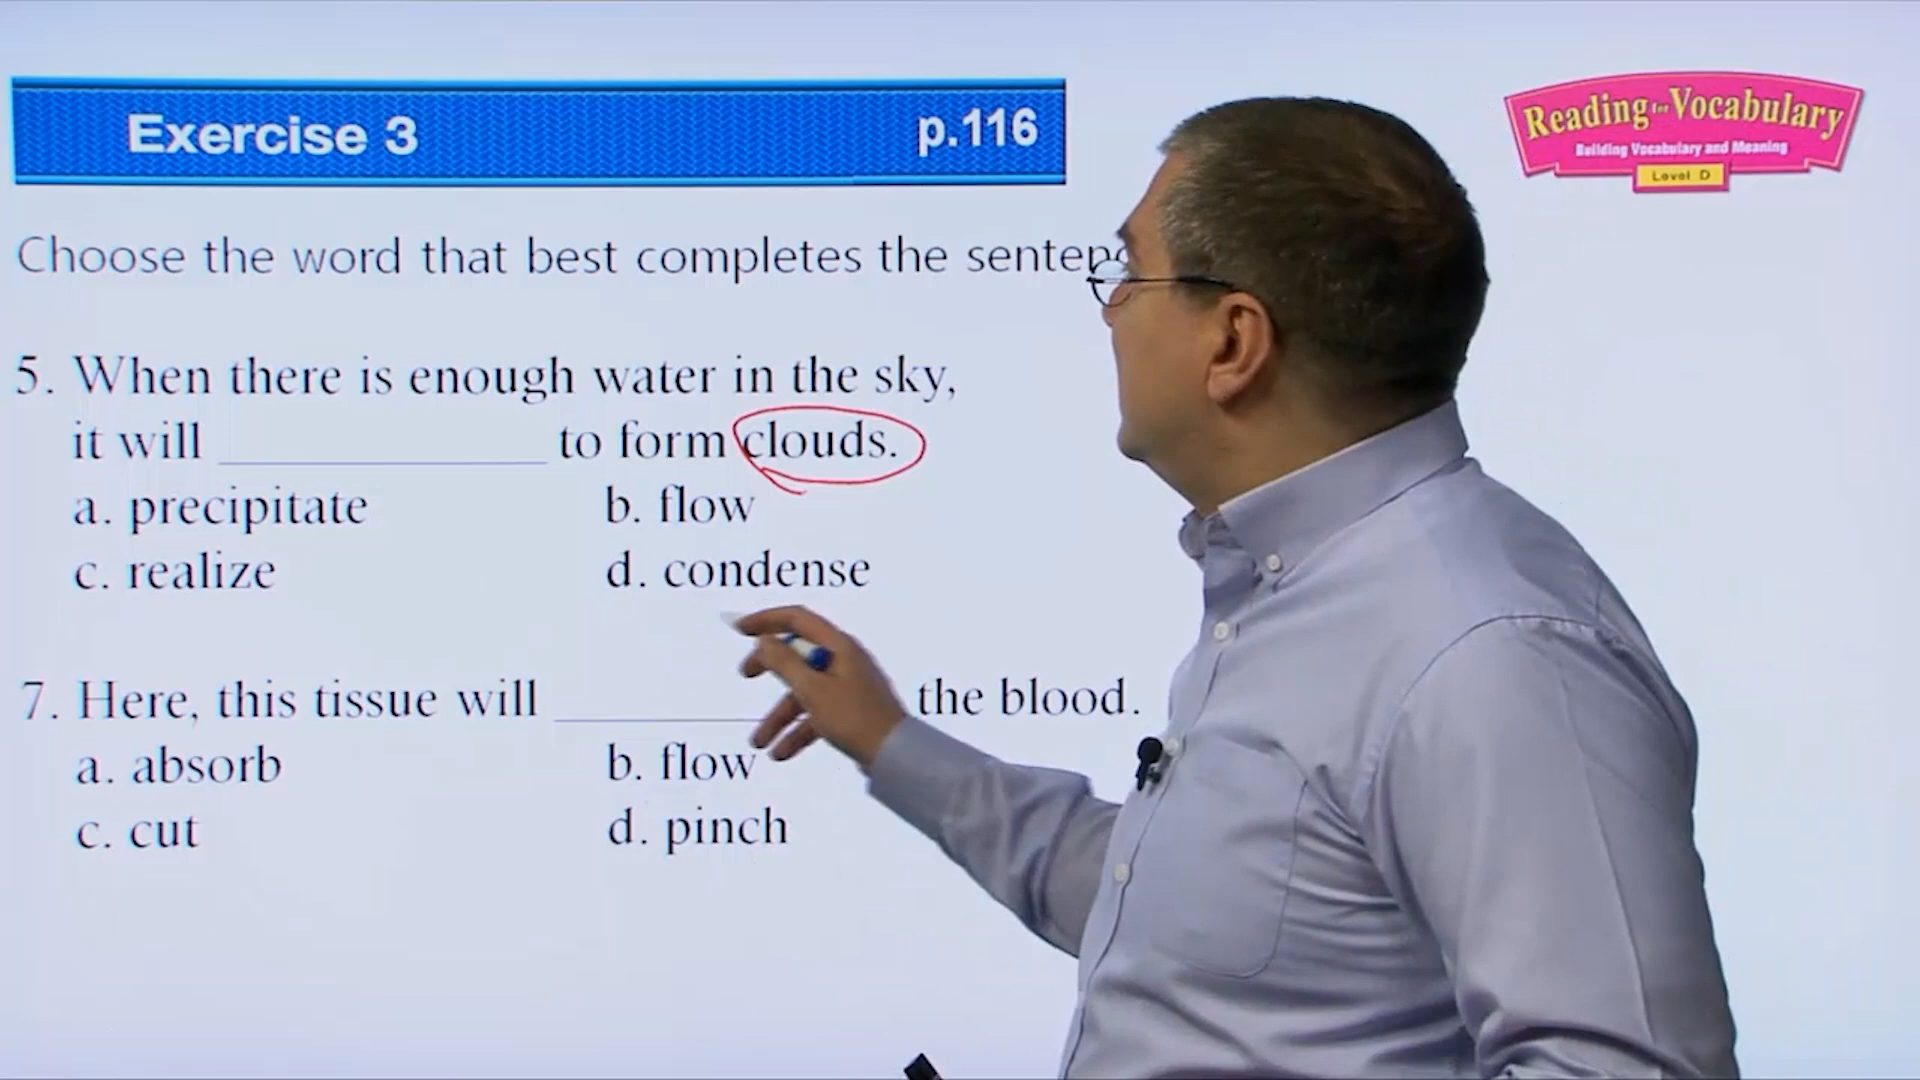 Exercise 3 p.116
Reading for Vocabulary
Building Vocabulary and Meaning
Level D
Choose the word that best completes the
5. When there is enough water in the sky,
it will ____________ to form clouds.
a. precipitate b. flow
c. realize d. condense
7. Here, this tissue will ________ the blood.
a. absorb b. flow
c. cut d. pinch